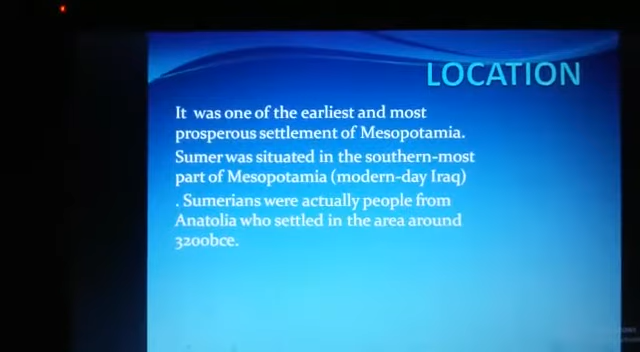 LOCATION
It was one of the earliest and most
prosperous settlement of Mesopotamia.
Sumer was situated in the southern-most
part of Mesopotamia (modern-day Iraq)
. Sumerians were actually people from
Anatolia who settled in the area around
3200bce.